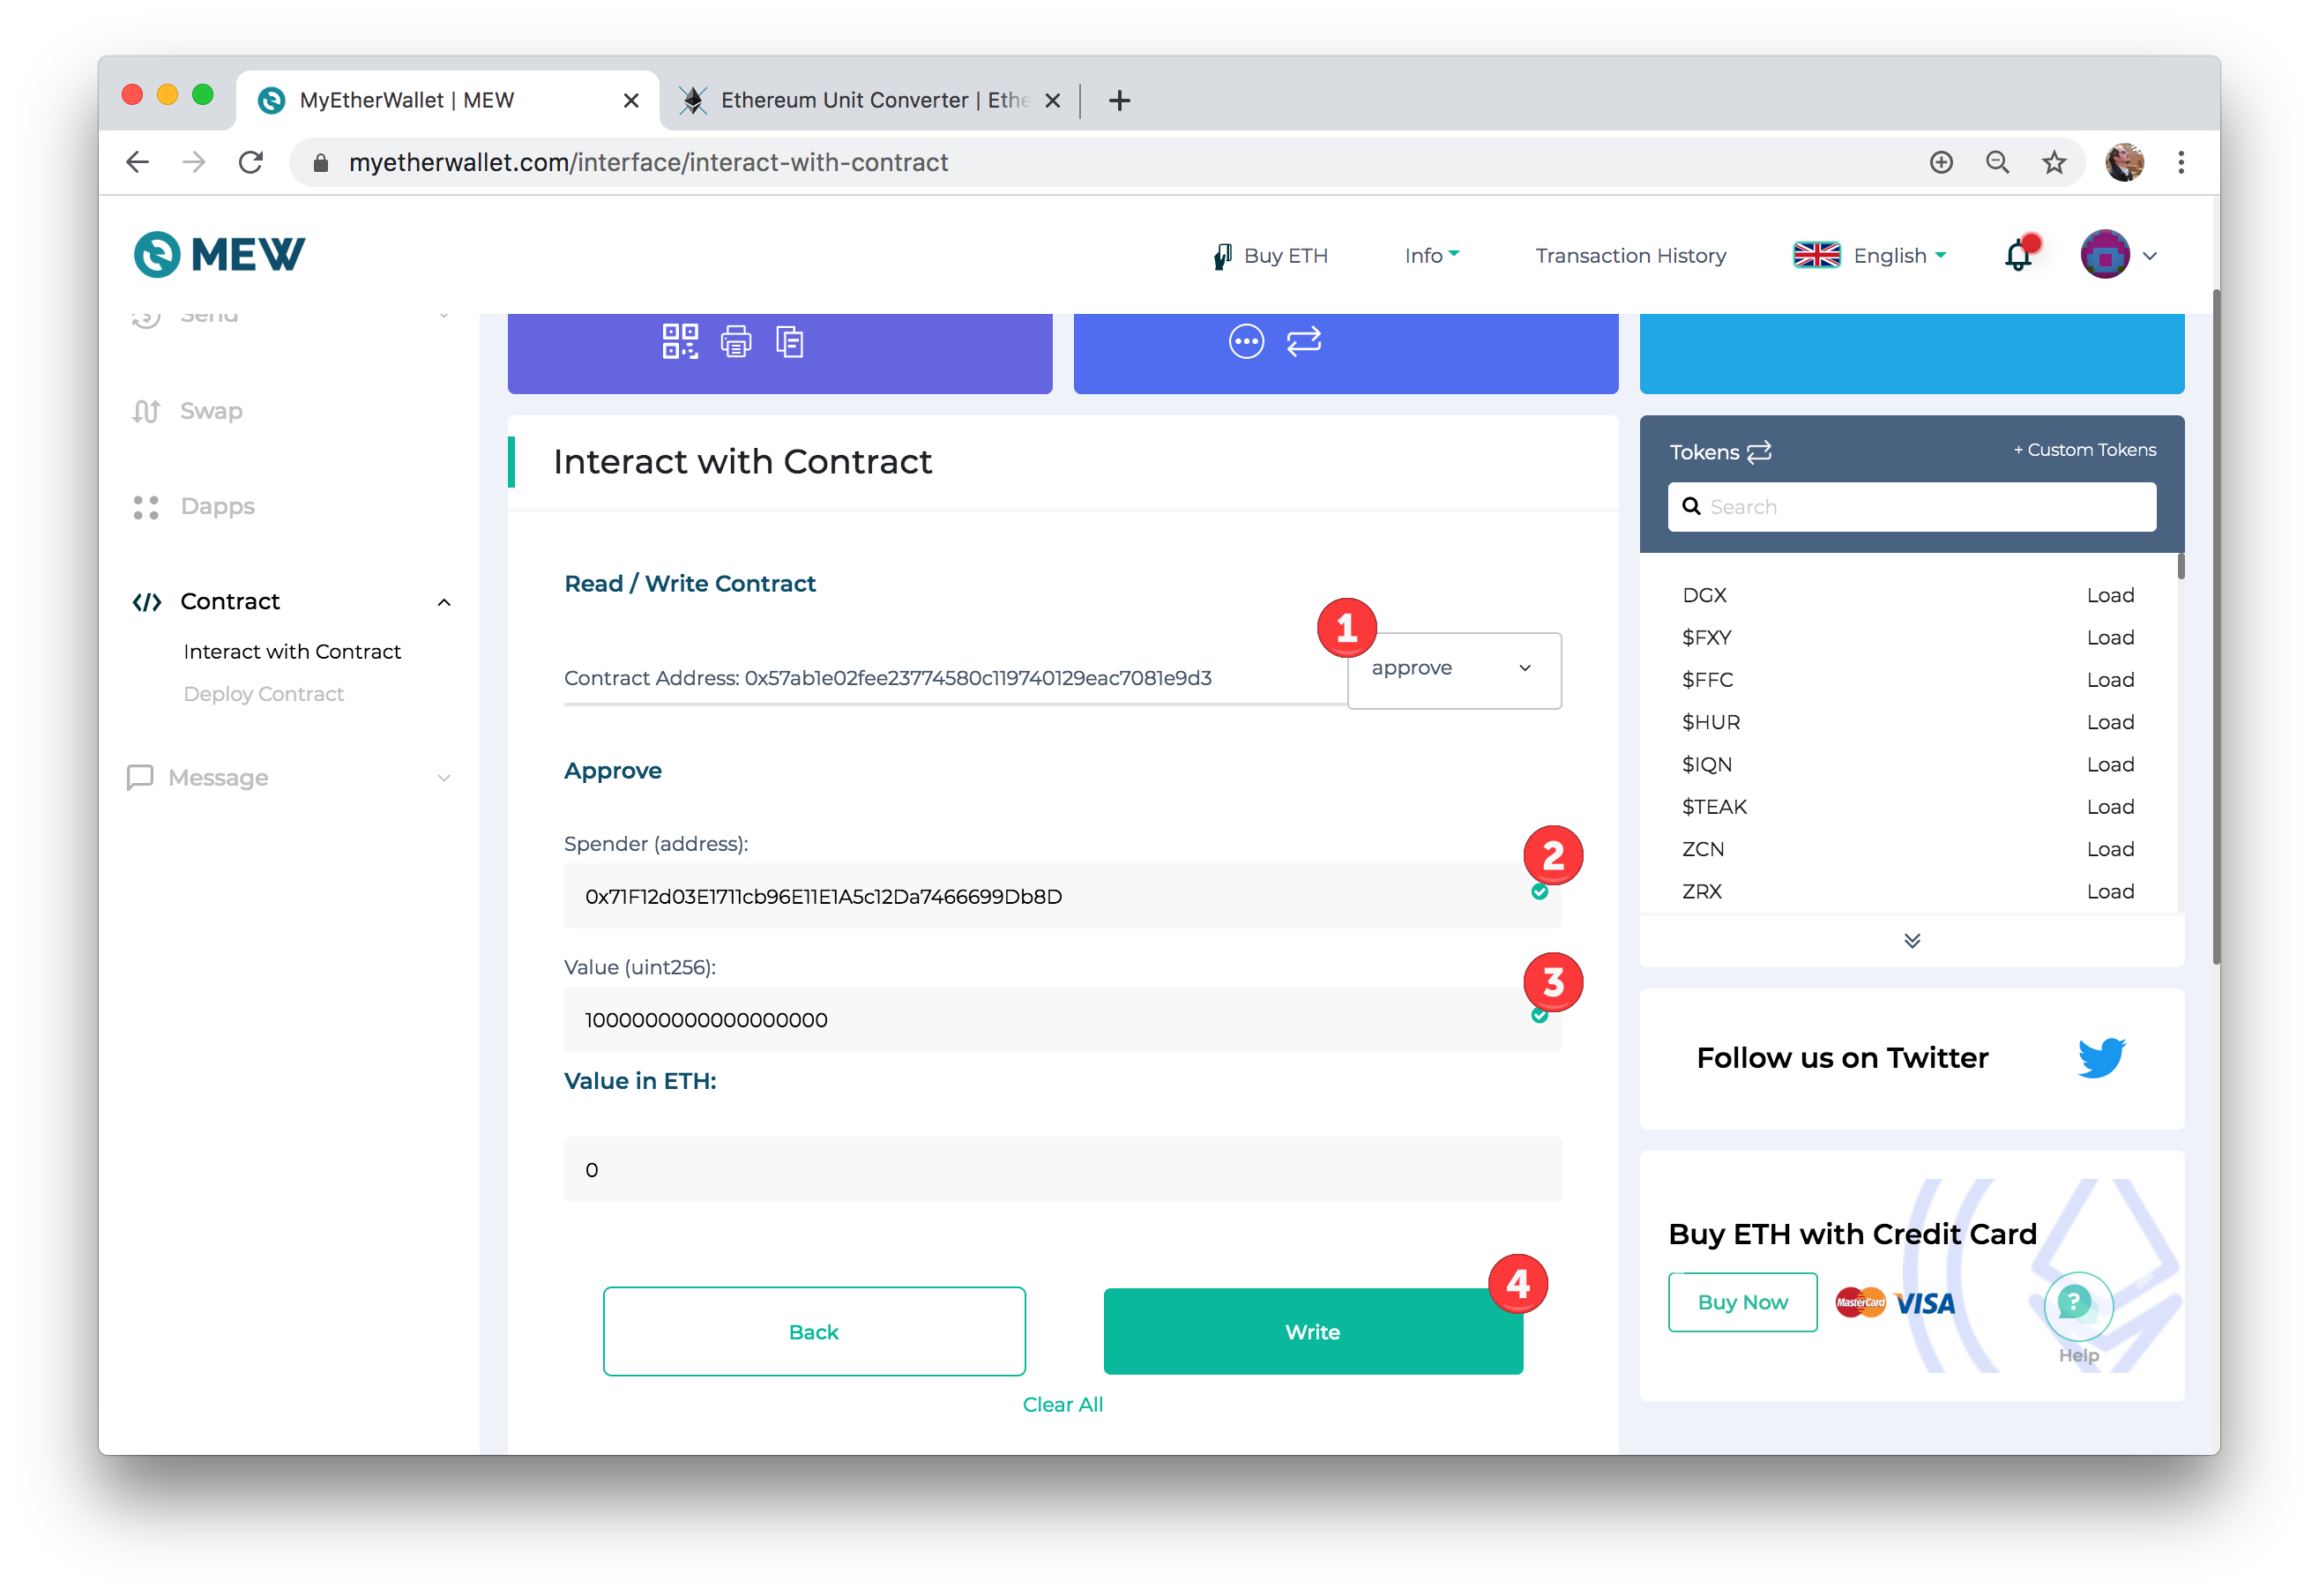 MyEtherWallet | MEW
Ethereum Unit Converter | Ethe
myetherwallet.com/interface/interact-with-contract
MEW
Buy ETH
Info
Transaction History
English
Send
Swap
Dapps
Contract
Interact with Contract
Deploy Contract
Message
Interact with Contract
Read / Write Contract
1
Contract Address: 0x57ab1e02fee23774580c119740129eac7081e9d3
approve
Approve
Spender (address):
2
0x71F12d03E1711cb96E11E1A5c12Da7466699Db8D
Value (uint256):
3
1000000000000000000
Value in ETH:
0
4
Back
Write
Clear All
Tokens
+ Custom Tokens
Search
DGX Load
$FXY Load
$FFC Load
$HUR Load
$IQN Load
$TEAK Load
ZCN Load
ZRX Load
Follow us on Twitter
Buy ETH with Credit Card
Buy Now
MasterCard
VISA
?
Help